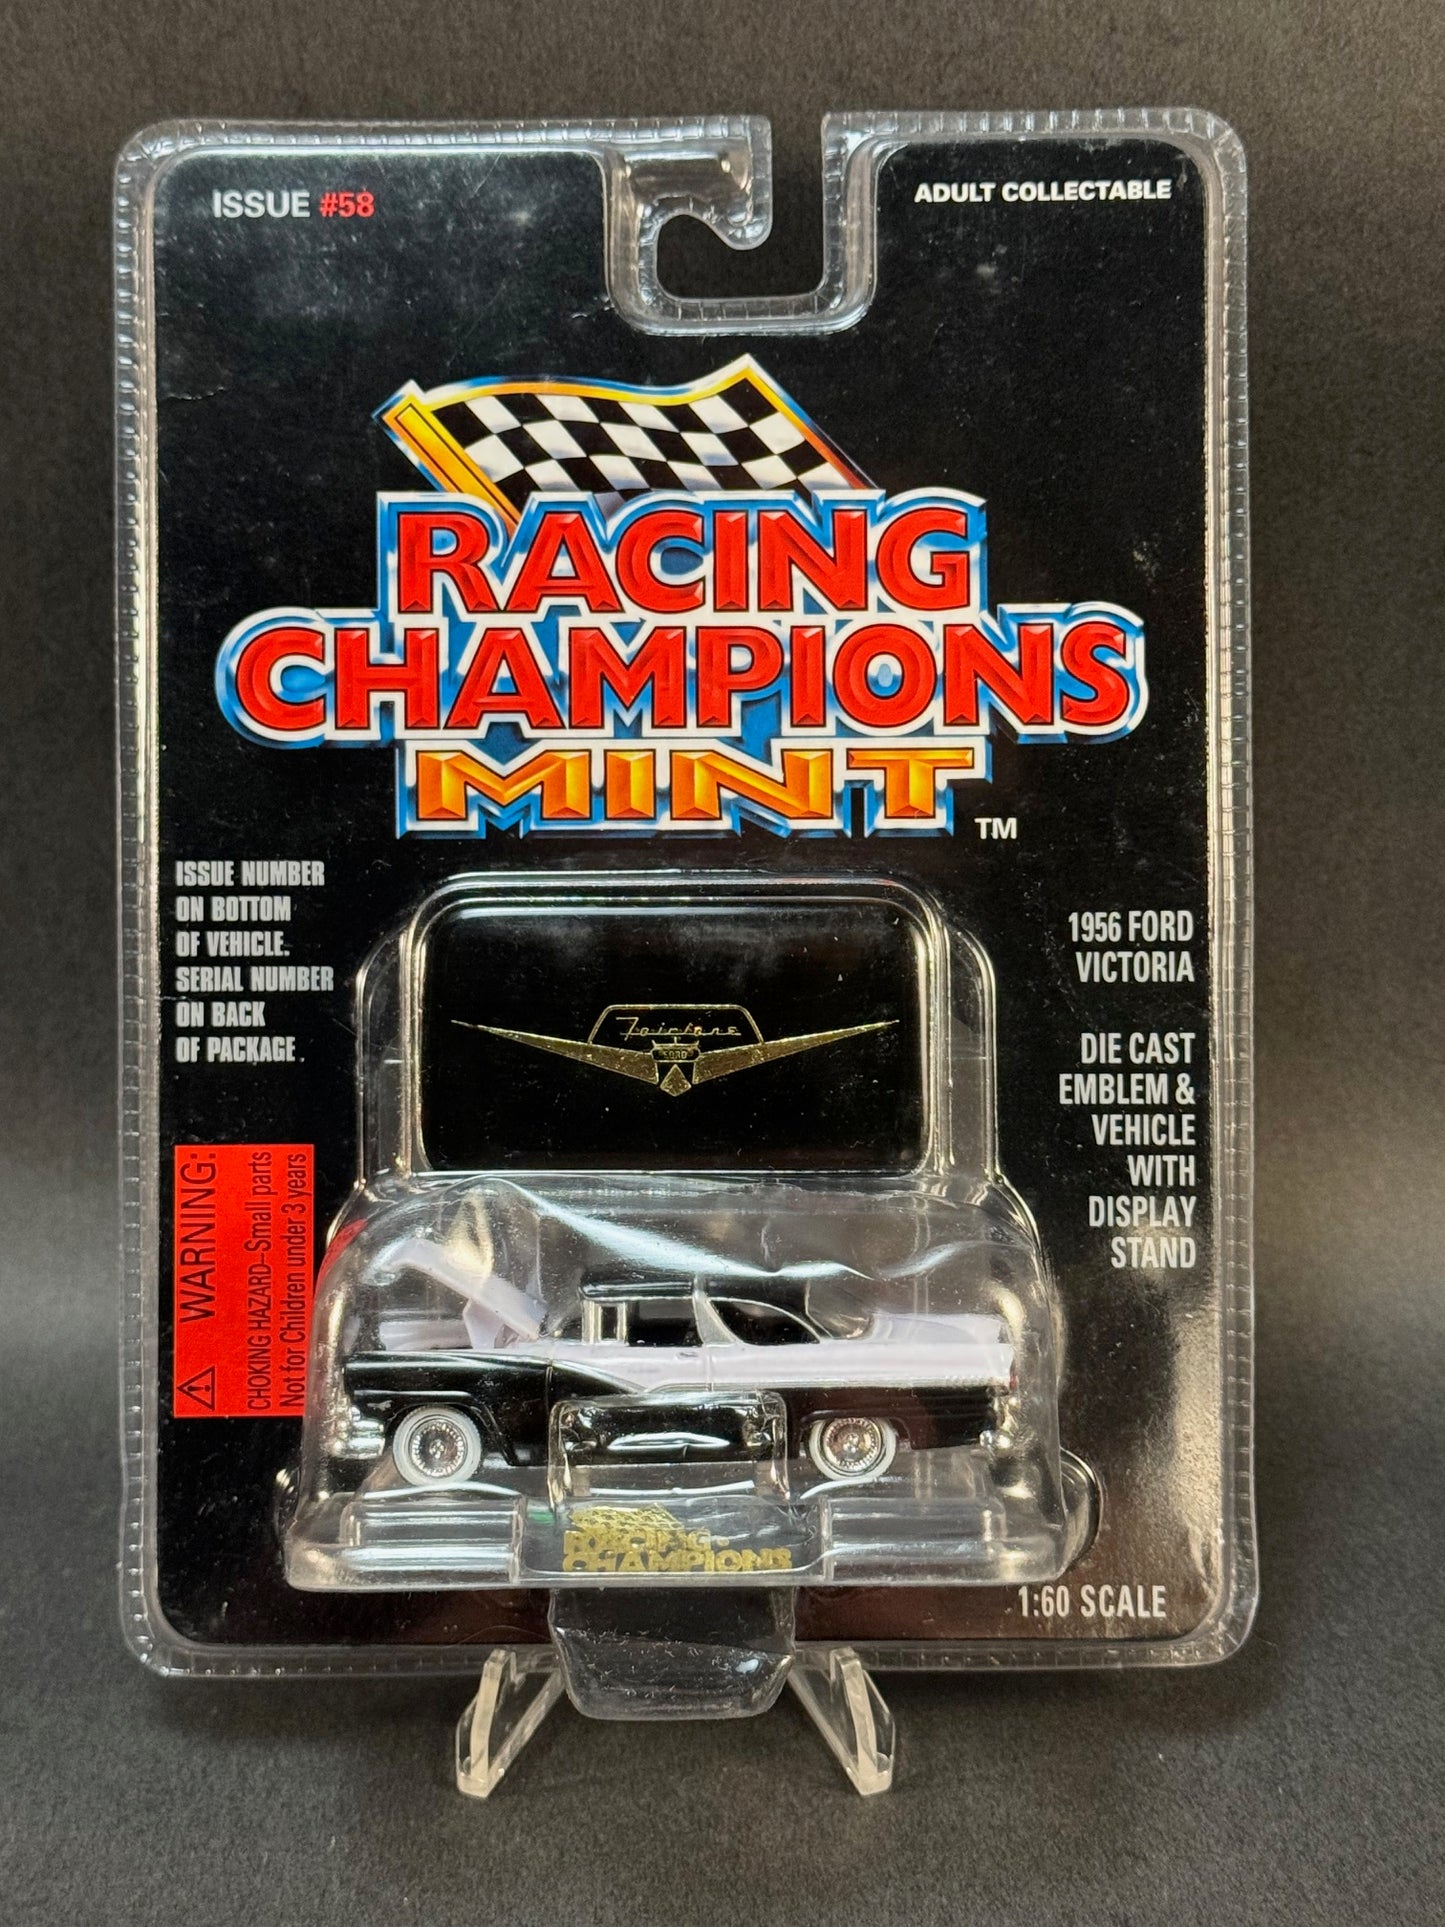 ISSUE #58
ADULT COLLECTABLE
RACING
CHAMPIONS
MINT TM
ISSUE NUMBER
ON BOTTOM
OF VEHICLE.
SERIAL NUMBER
ON BACK
OF PACKAGE.
1956 FORD
VICTORIA
DIE CAST
EMBLEM &
VEHICLE
WITH
DISPLAY
STAND
Fairlane
FORD
⚠ WARNING:
CHOKING HAZARD–Small parts
Not for Children under 3 years
RACING
CHAMPIONS
1:60 SCALE